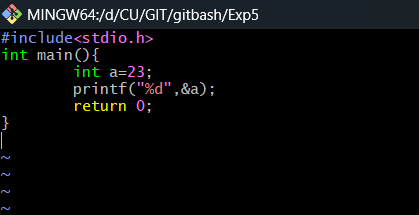 MINGW64:/d/CU/GIT/gitbash/Exp5
#include<stdio.h>
int main(){
        int a=23;
        printf("%d",&a);
        return 0;
}
~
~
~
~